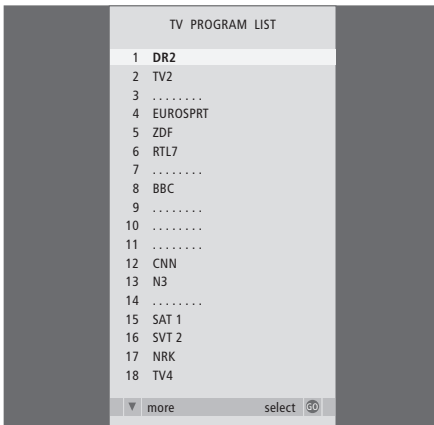 TV PROGRAM LIST
1 DR2
2 TV2
3 . . . . . . . .
4 EUROSPRT
5 ZDF
6 RTL7
7 . . . . . . . .
8 BBC
9 . . . . . . . .
10 . . . . . . . .
11 . . . . . . . .
12 CNN
13 N3
14 . . . . . . . .
15 SAT 1
16 SVT 2
17 NRK
18 TV4
▼ more select GO